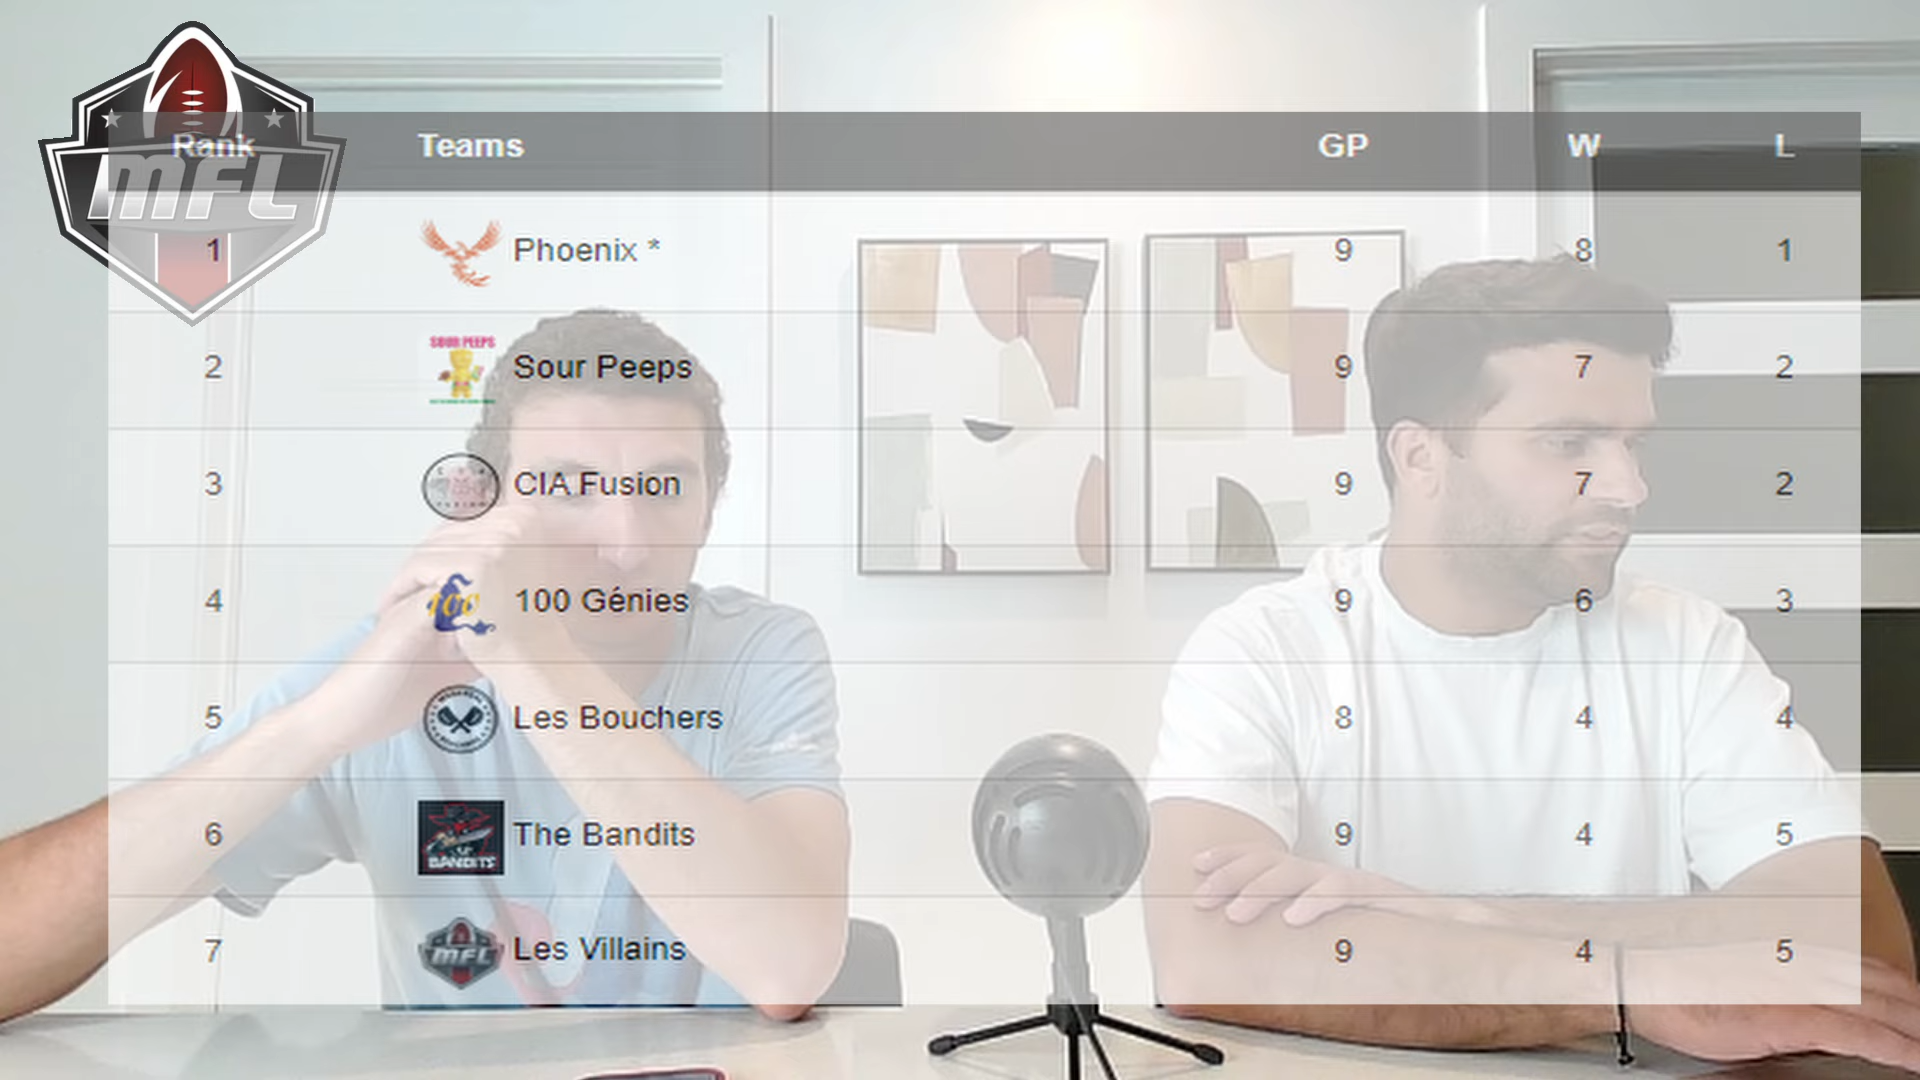 MFL
Rank Teams GP W L
1 Phoenix * 9 8 1
SOUR PEEPS
2 Sour Peeps 9 7 2
3 CIA Fusion 9 7 2
100
4 100 Génies 9 6 3
5 Les Bouchers 8 4 4
6 The Bandits 9 4 5
BANDITS
7 Les Villains 9 4 5
MFL